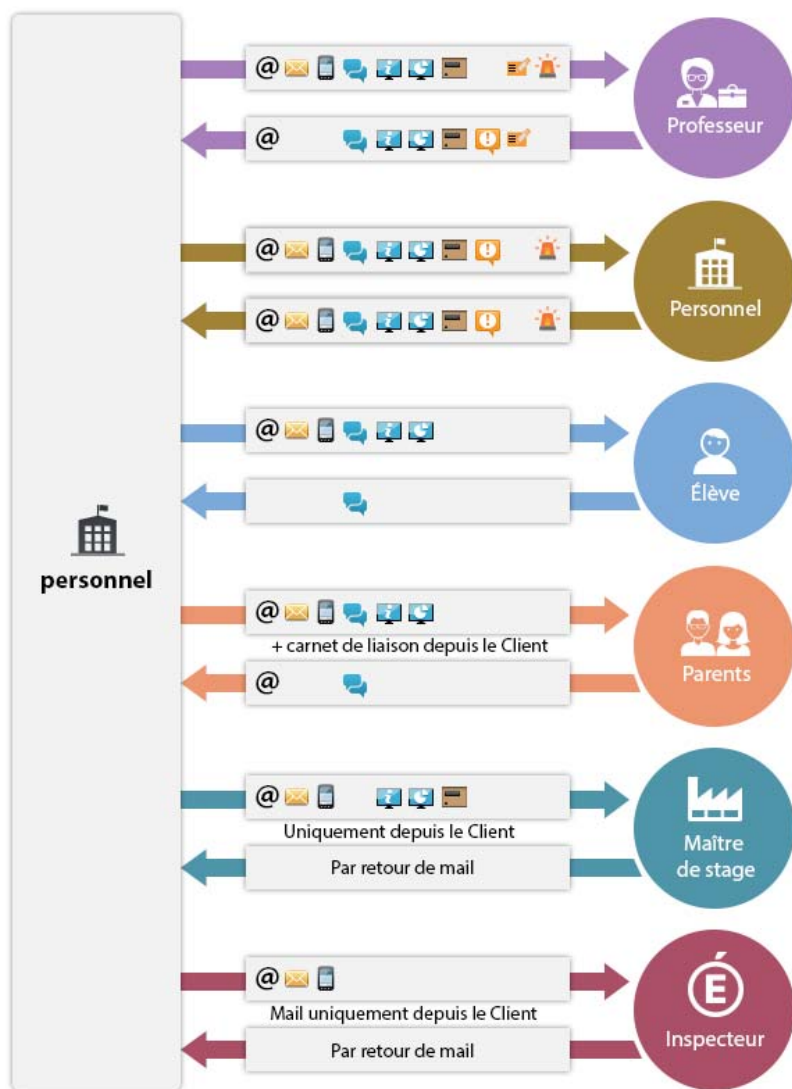 @
Professeur
@
@
Personnel
@
@
Élève
personnel
@
+ carnet de liaison depuis le Client
Parents
@
@
Uniquement depuis le Client
Maître
de stage
Par retour de mail
@
Mail uniquement depuis le Client
É
Inspecteur
Par retour de mail